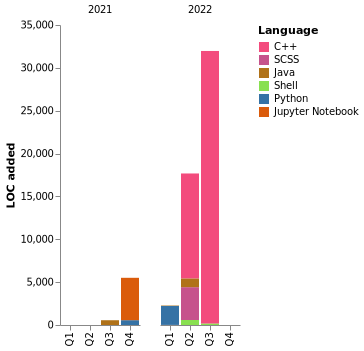 2021 2022
Language
C++
SCSS
Java
Shell
Python
Jupyter Notebook
LOC added
35,000
30,000
25,000
20,000
15,000
10,000
5,000
0
Q1 Q2 Q3 Q4 Q1 Q2 Q3 Q4